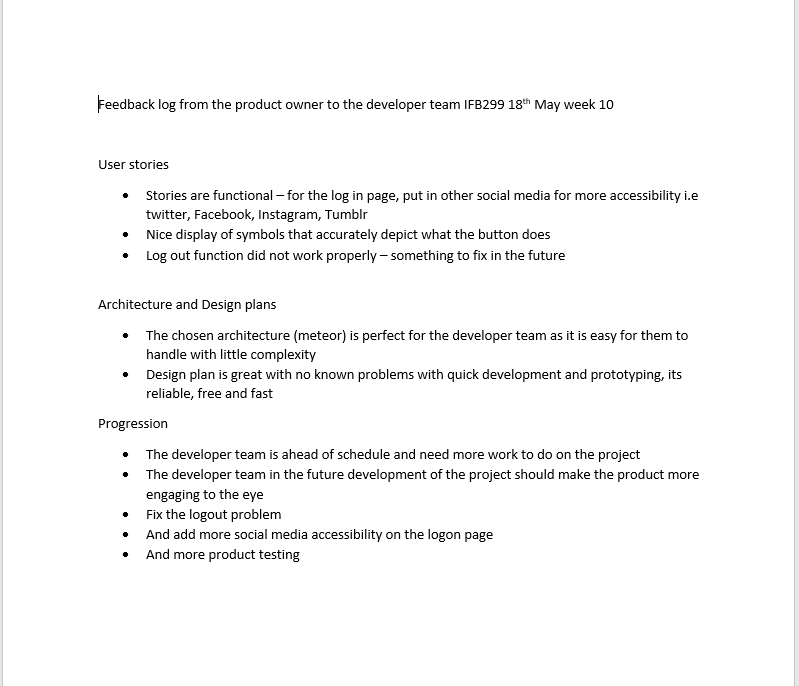 Feedback log from the product owner to the developer team IFB299 18th May week 10
User stories
• Stories are functional – for the log in page, put in other social media for more accessibility i.e
twitter, Facebook, Instagram, Tumblr
• Nice display of symbols that accurately depict what the button does
• Log out function did not work properly – something to fix in the future
Architecture and Design plans
• The chosen architecture (meteor) is perfect for the developer team as it is easy for them to
handle with little complexity
• Design plan is great with no known problems with quick development and prototyping, its
reliable, free and fast
Progression
• The developer team is ahead of schedule and need more work to do on the project
• The developer team in the future development of the project should make the product more
engaging to the eye
• Fix the logout problem
• And add more social media accessibility on the logon page
• And more product testing